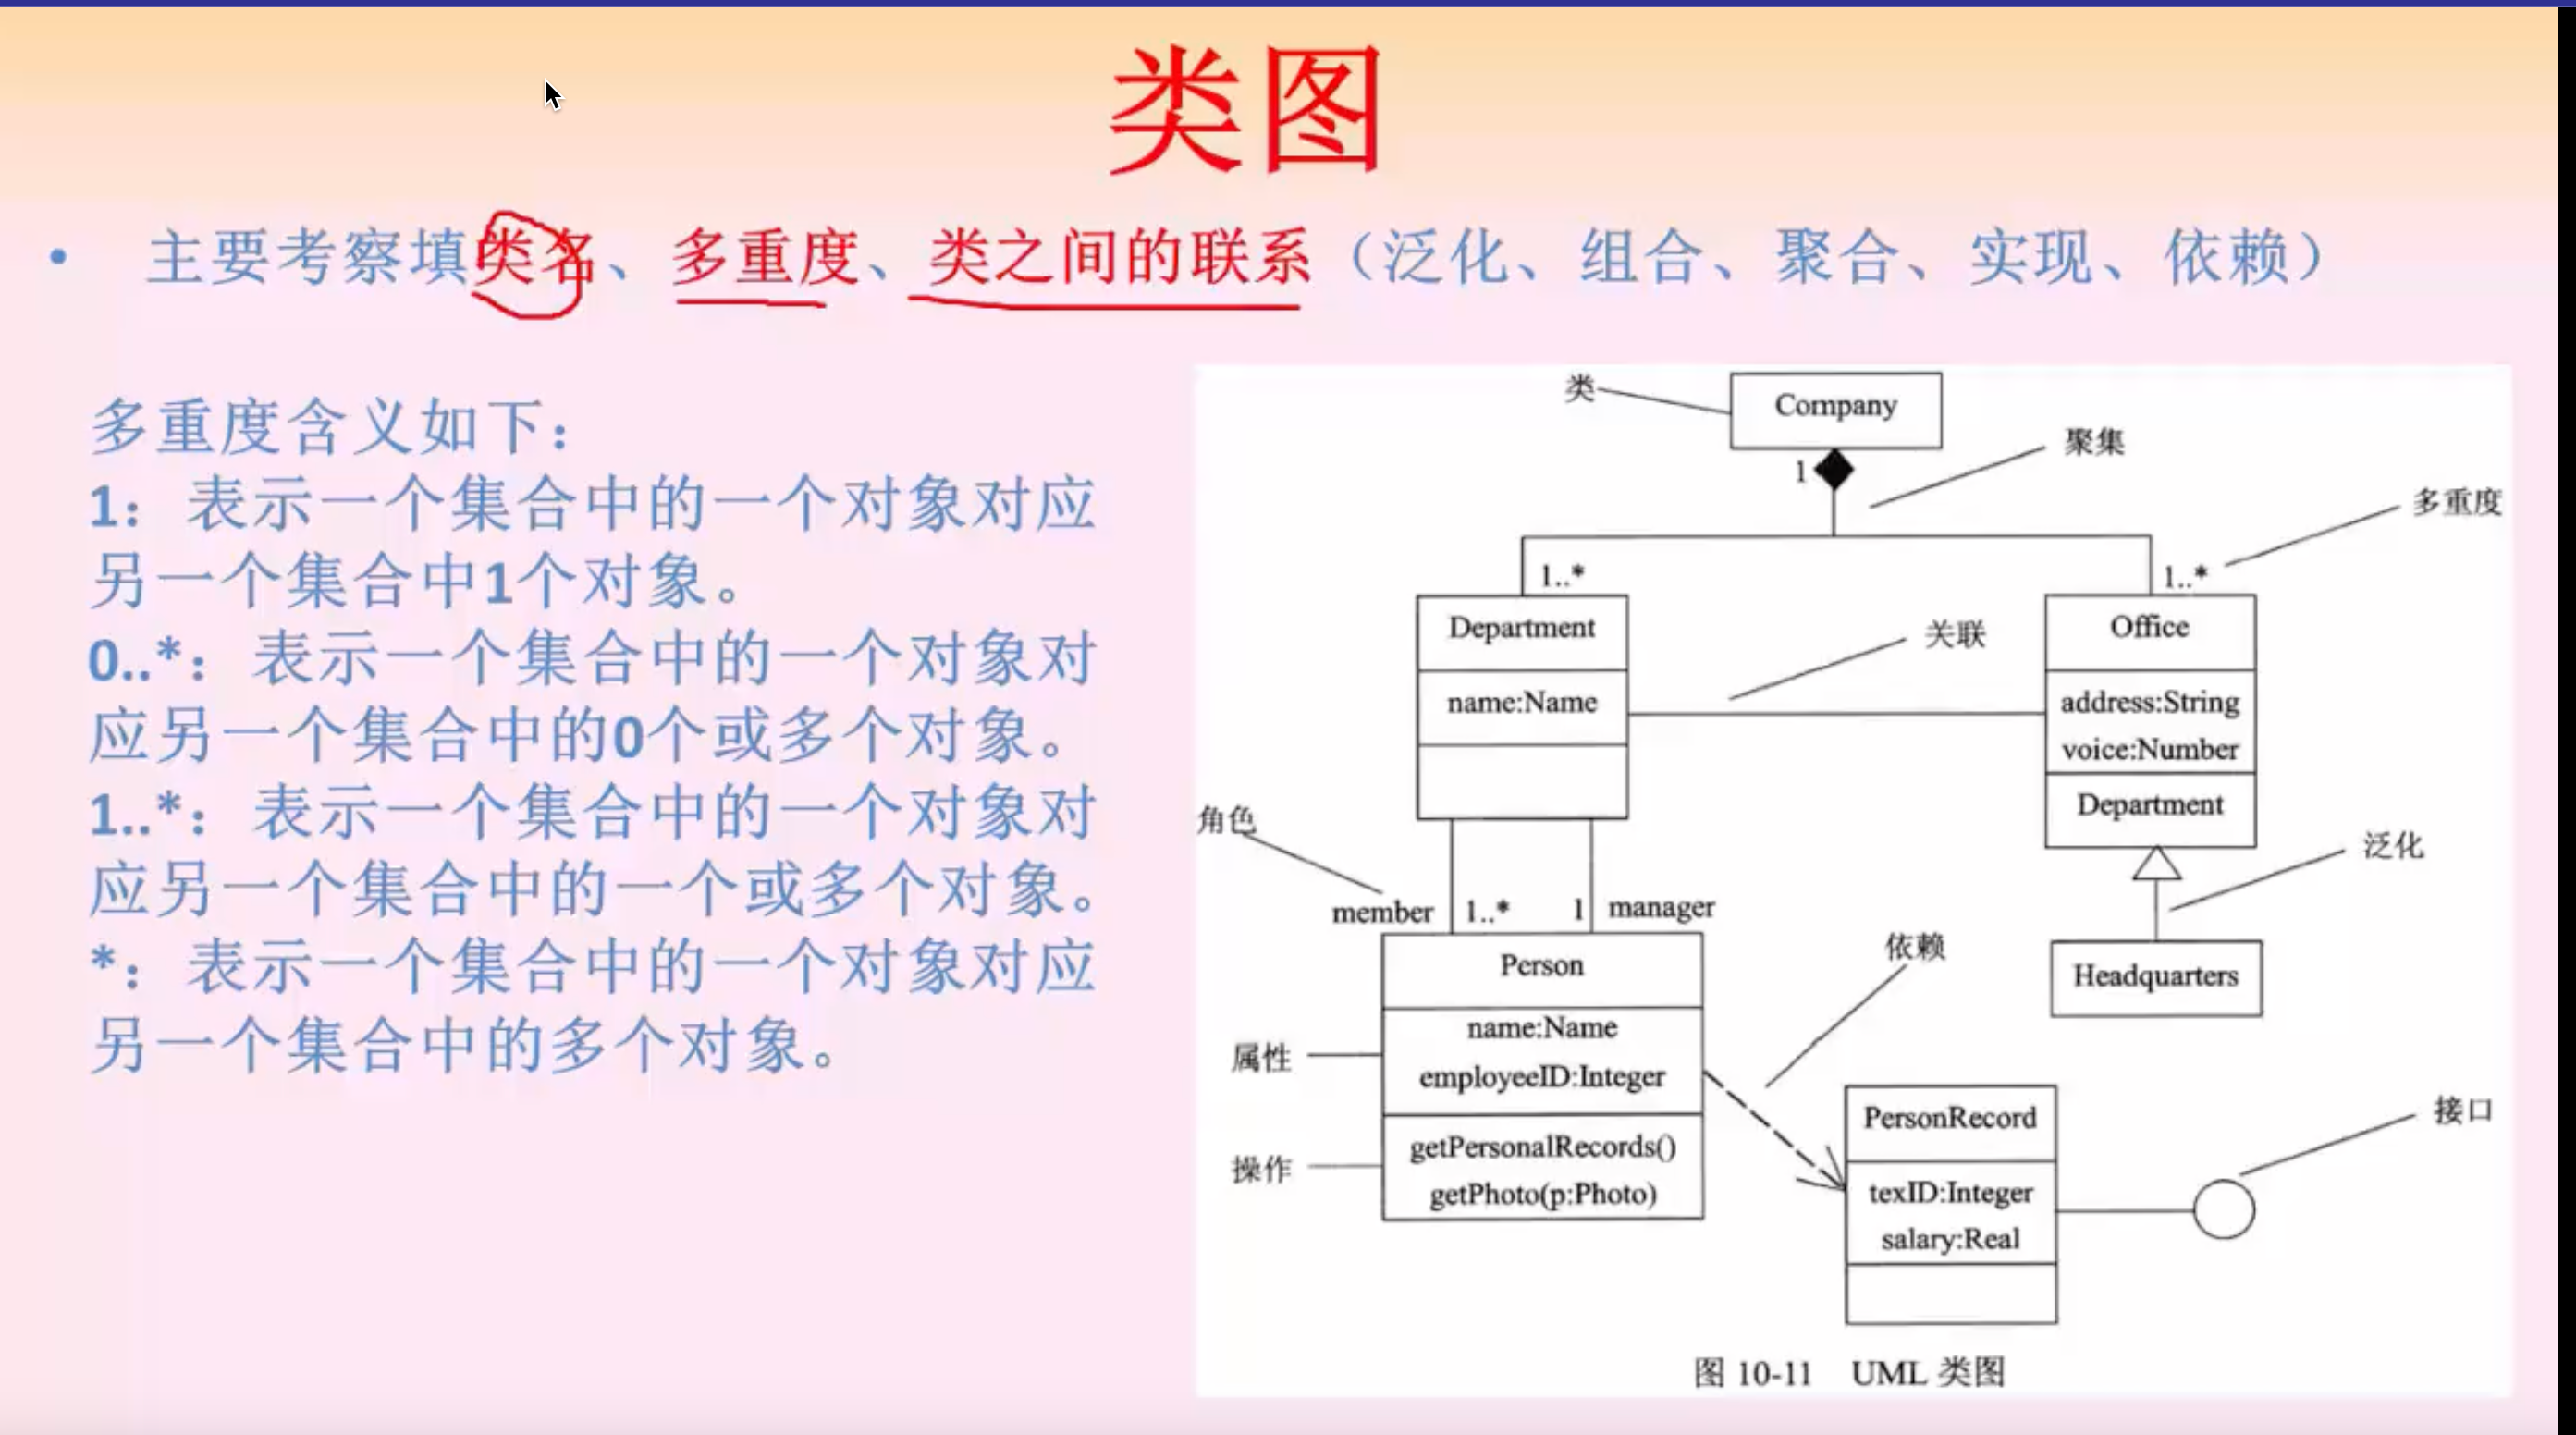 类图
• 主要考察填类名、多重度、类之间的联系（泛化、组合、聚合、实现、依赖）
多重度含义如下：
1：表示一个集合中的一个对象对应
另一个集合中1个对象。
0..*：表示一个集合中的一个对象对
应另一个集合中的0个或多个对象。
1..*：表示一个集合中的一个对象对
应另一个集合中的一个或多个对象。
*：表示一个集合中的一个对象对应
另一个集合中的多个对象。
类
Company
聚集
1
多重度
1..*
1..*
Department
name:Name
关联
Office
address:String
voice:Number
Department
角色
泛化
member
1..*
1
manager
依赖
Headquarters
Person
name:Name
employeeID:Integer
属性
getPersonalRecords()
getPhoto(p:Photo)
操作
PersonRecord
texID:Integer
salary:Real
接口
图 10-11 UML 类图